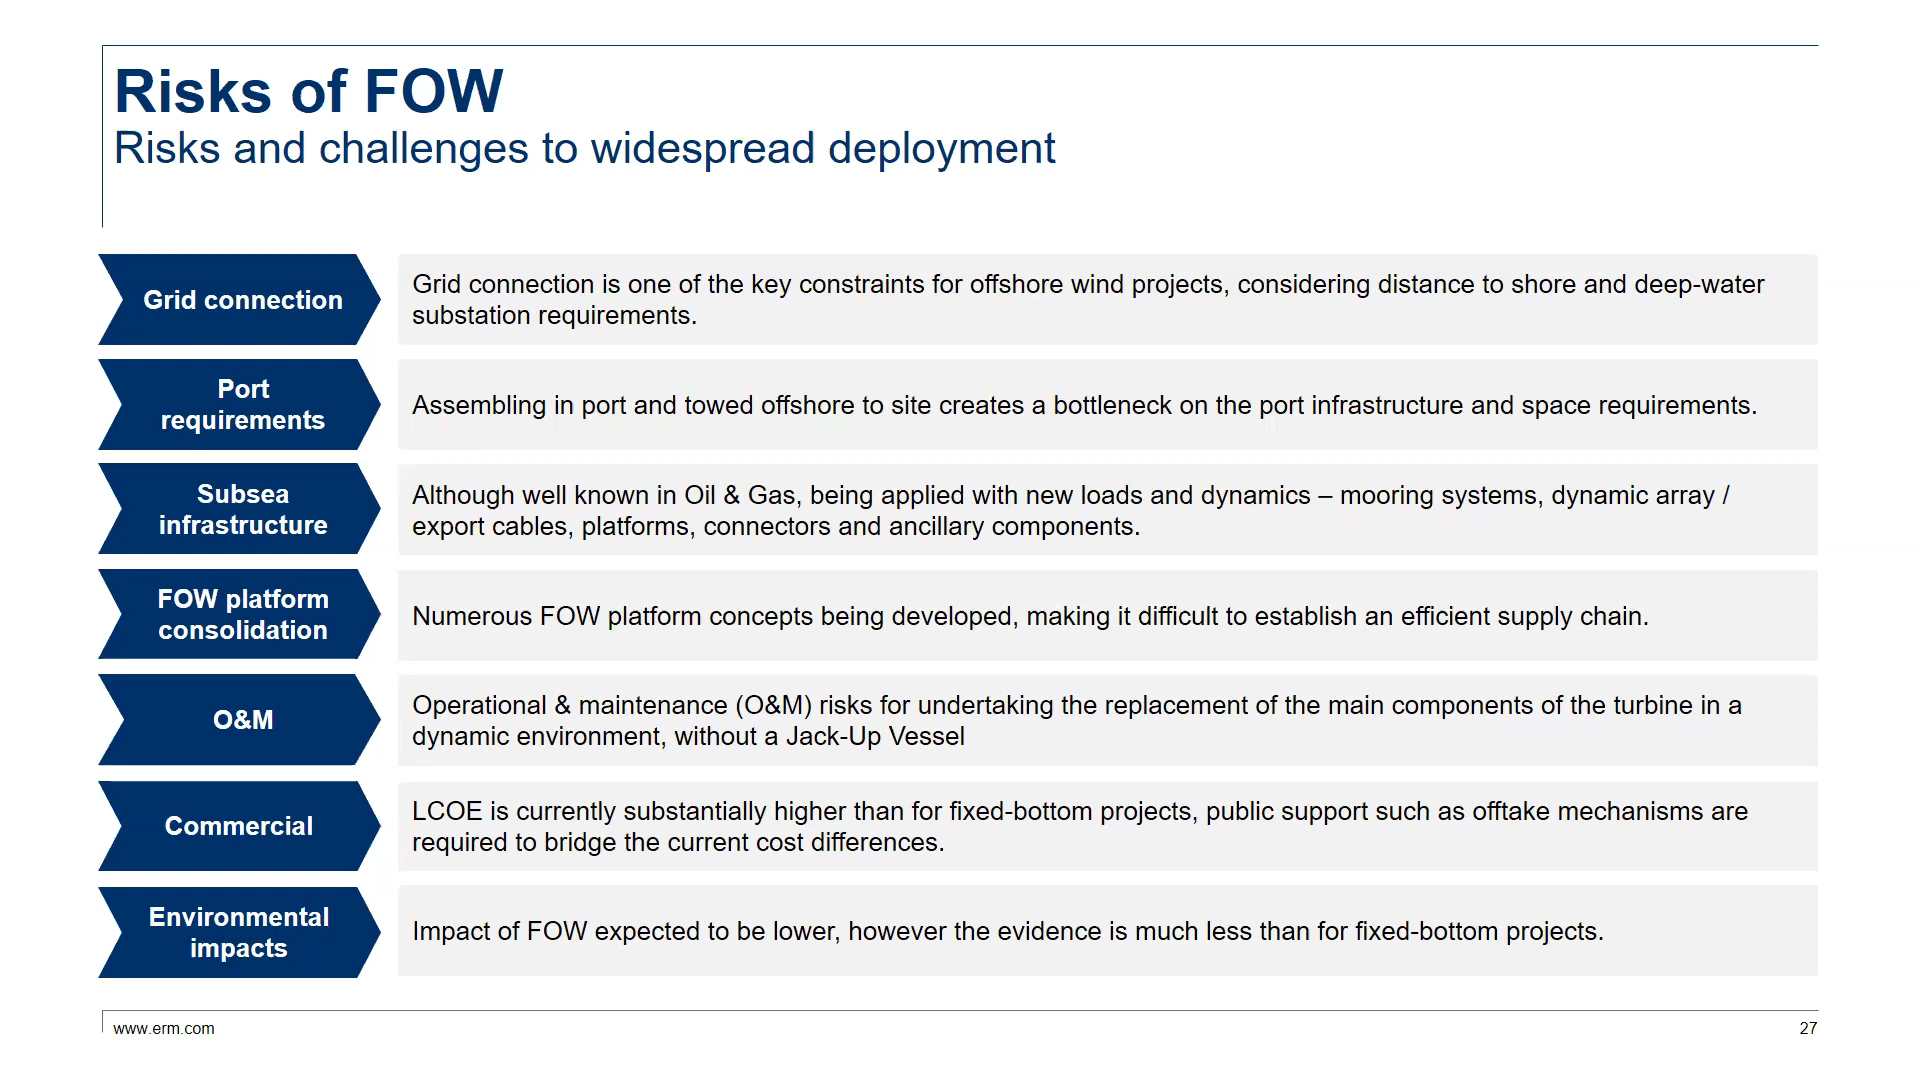 Risks of FOW
Risks and challenges to widespread deployment
Grid connection
Grid connection is one of the key constraints for offshore wind projects, considering distance to shore and deep-water
substation requirements.
Port
requirements
Assembling in port and towed offshore to site creates a bottleneck on the port infrastructure and space requirements.
Subsea
infrastructure
Although well known in Oil & Gas, being applied with new loads and dynamics – mooring systems, dynamic array /
export cables, platforms, connectors and ancillary components.
FOW platform
consolidation
Numerous FOW platform concepts being developed, making it difficult to establish an efficient supply chain.
O&M
Operational & maintenance (O&M) risks for undertaking the replacement of the main components of the turbine in a
dynamic environment, without a Jack-Up Vessel
Commercial
LCOE is currently substantially higher than for fixed-bottom projects, public support such as offtake mechanisms are
required to bridge the current cost differences.
Environmental
impacts
Impact of FOW expected to be lower, however the evidence is much less than for fixed-bottom projects.
www.erm.com
27